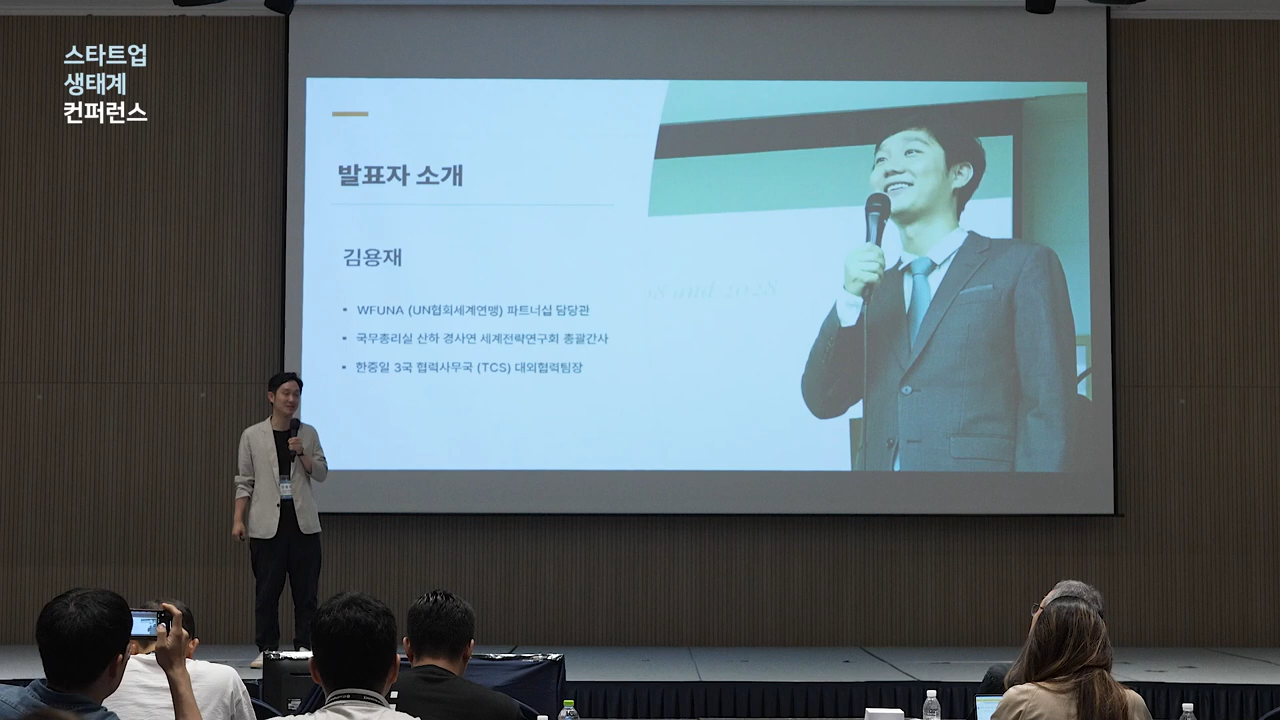 스타트업
생태계
컨퍼런스
발표자 소개
김용재
▪ WFUNA (UN협회세계연맹) 파트너십 담당관
▪ 국무총리실 산하 경사연 세계전략연구회 총괄간사
▪ 한중일 3국 협력사무국 (TCS) 대외협력팀장